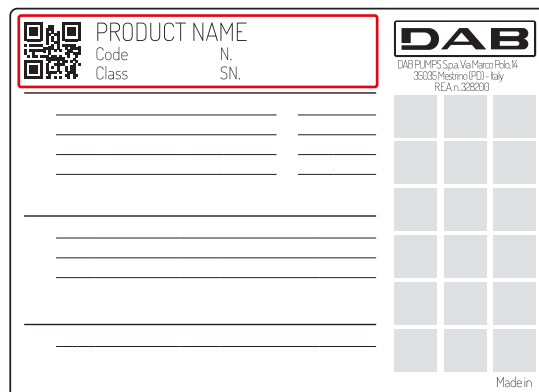 PRODUCT NAME
Code N.
Class SN.
DAB
DAB PUMPS S.p.a. Via Marco Polo, 14
35035 Mestrino (PD) - Italy
R.E.A. n. 328200
Made in